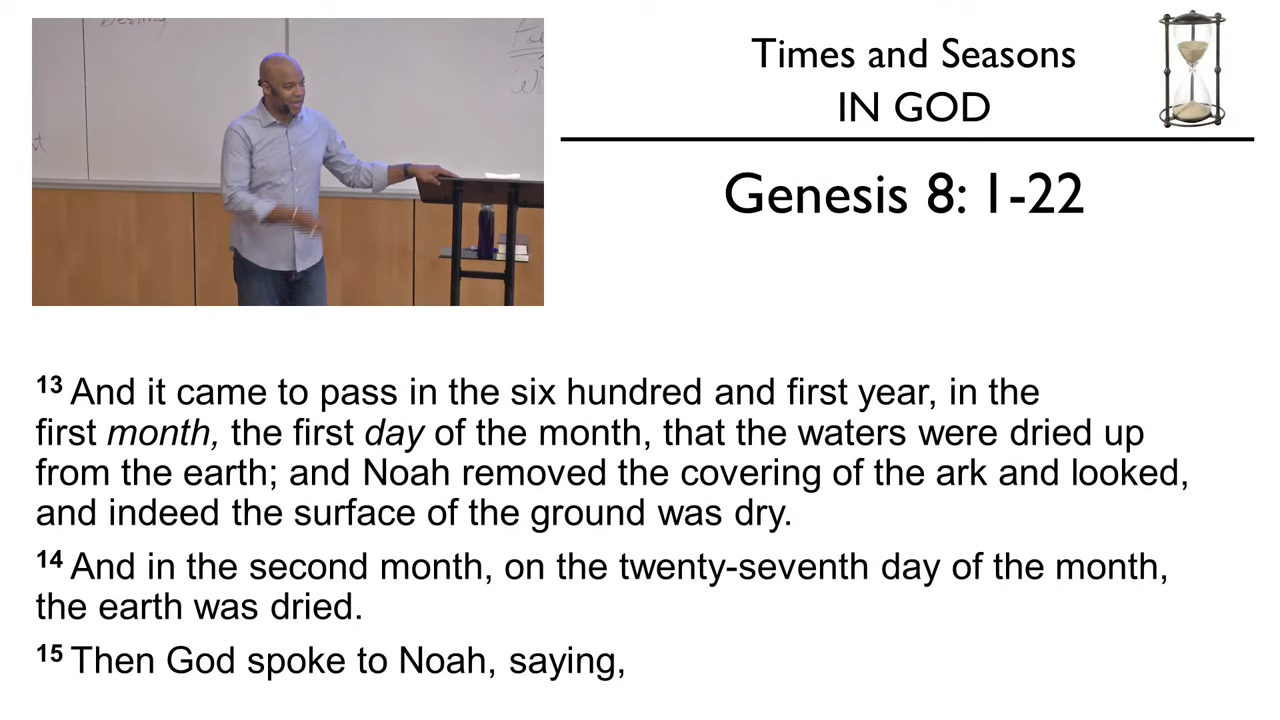 Destiny
Times and Seasons
IN GOD
Genesis 8: 1-22
13 And it came to pass in the six hundred and first year, in the
first month, the first day of the month, that the waters were dried up
from the earth; and Noah removed the covering of the ark and looked,
and indeed the surface of the ground was dry.
14 And in the second month, on the twenty-seventh day of the month,
the earth was dried.
15 Then God spoke to Noah, saying,